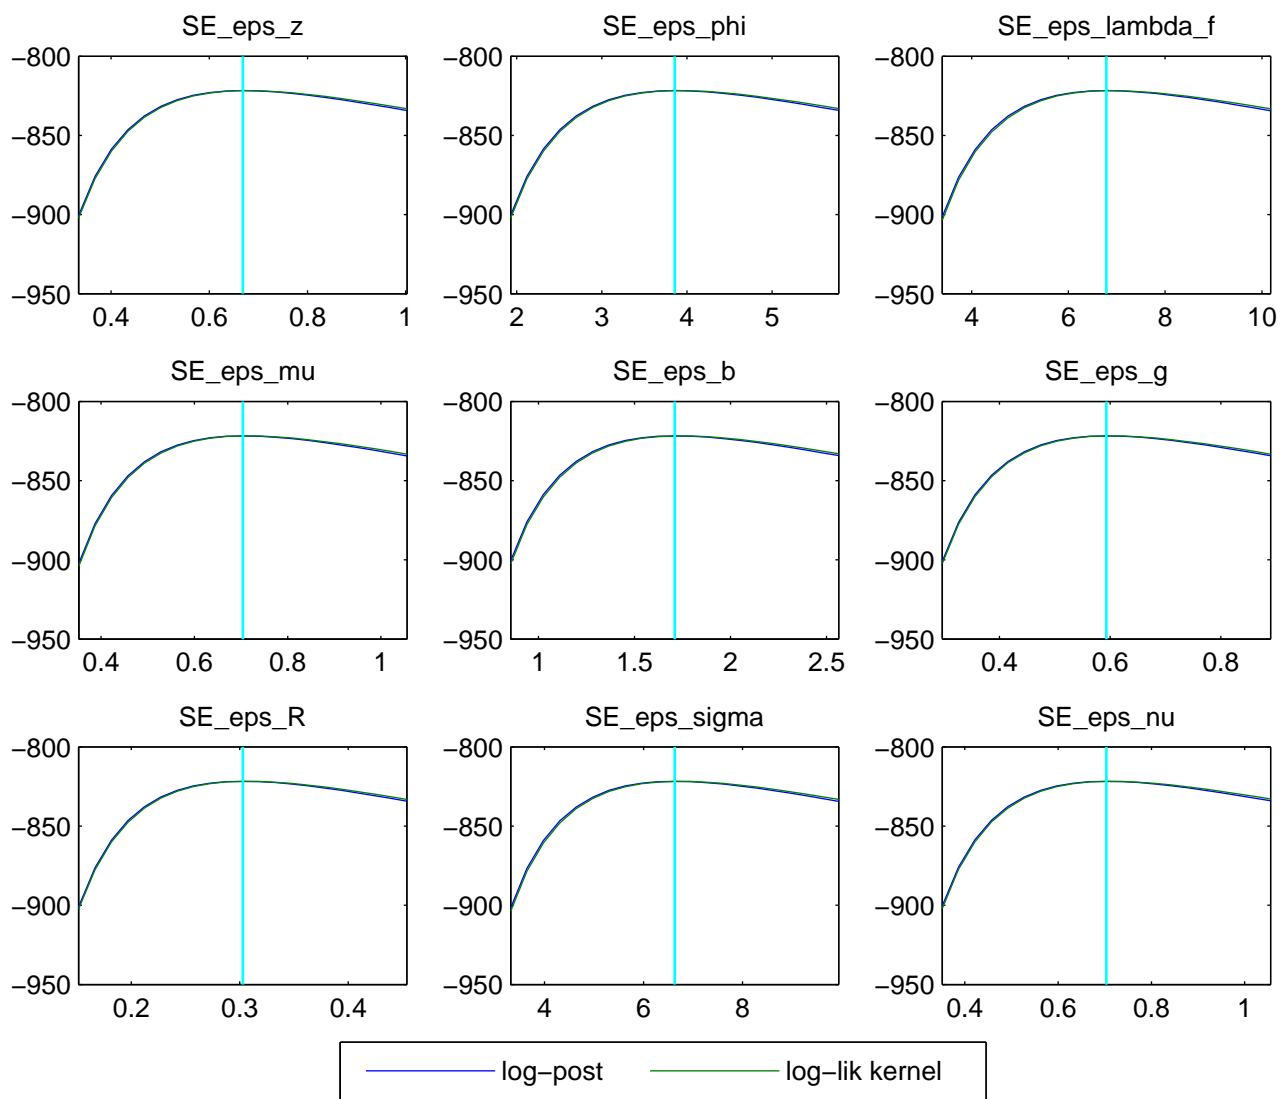 SE_eps_z SE_eps_phi SE_eps_lambda_f
−800 −800 −800
−850 −850 −850
−900 −900 −900
−950 −950 −950
0.4 0.6 0.8 1 2 3 4 5 4 6 8 10
SE_eps_mu SE_eps_b SE_eps_g
−800 −800 −800
−850 −850 −850
−900 −900 −900
−950 −950 −950
0.4 0.6 0.8 1 1 1.5 2 2.5 0.4 0.6 0.8
SE_eps_R SE_eps_sigma SE_eps_nu
−800 −800 −800
−850 −850 −850
−900 −900 −900
−950 −950 −950
0.2 0.3 0.4 4 6 8 0.4 0.6 0.8 1
log−post log−lik kernel